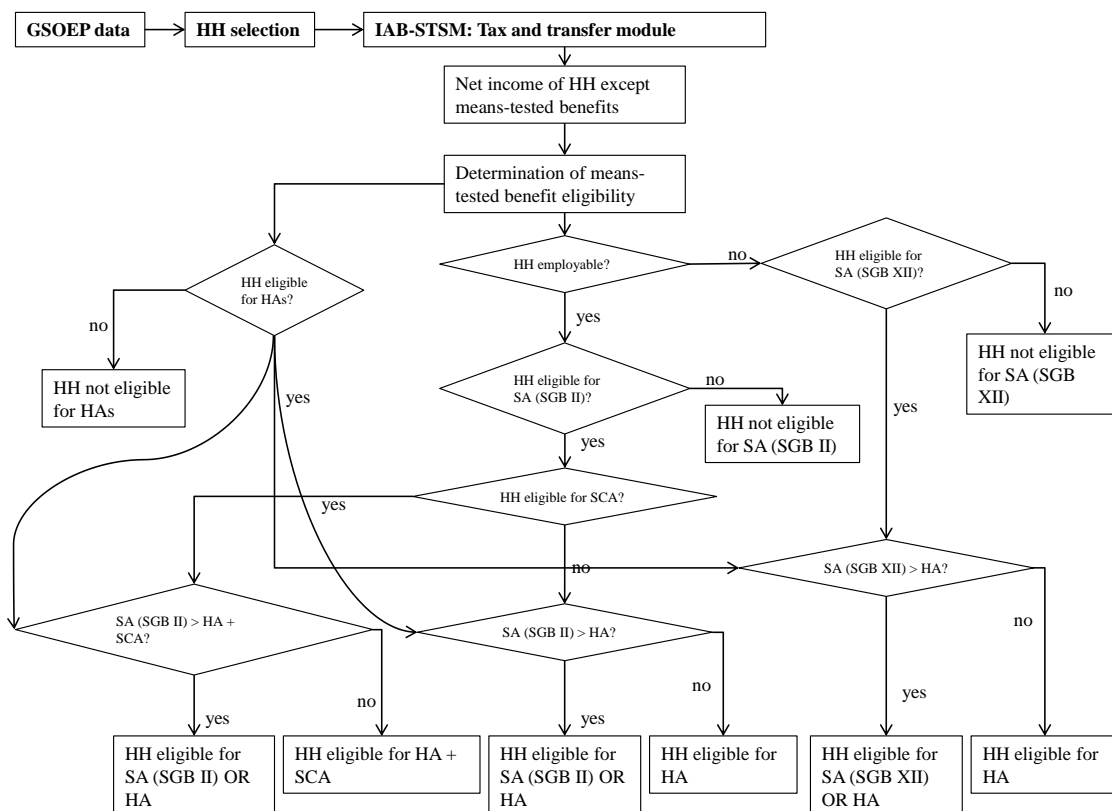 GSOEP data
HH selection
IAB-STSM: Tax and transfer module
Net income of HH except
means-tested benefits
Determination of means-
tested benefit eligibility
HH eligible
for HAs?
HH employable?
no
HH eligible for
SA (SGB XII)?
no
yes
no
HH not eligible
for HAs
yes
HH eligible for
SA (SGB II)?
no
HH not eligible
for SA (SGB II)
HH not eligible
for SA (SGB
XII)
yes
yes
HH eligible for SCA?
yes
no
SA (SGB II) > HA +
SCA?
SA (SGB II) > HA?
SA (SGB XII) > HA?
no
yes
no
yes
no
yes
HH eligible for
SA (SGB II) OR
HA
HH eligible for HA +
SCA
HH eligible for
SA (SGB II) OR
HA
HH eligible for
HA
HH eligible for
SA (SGB XII)
OR HA
HH eligible for
HA